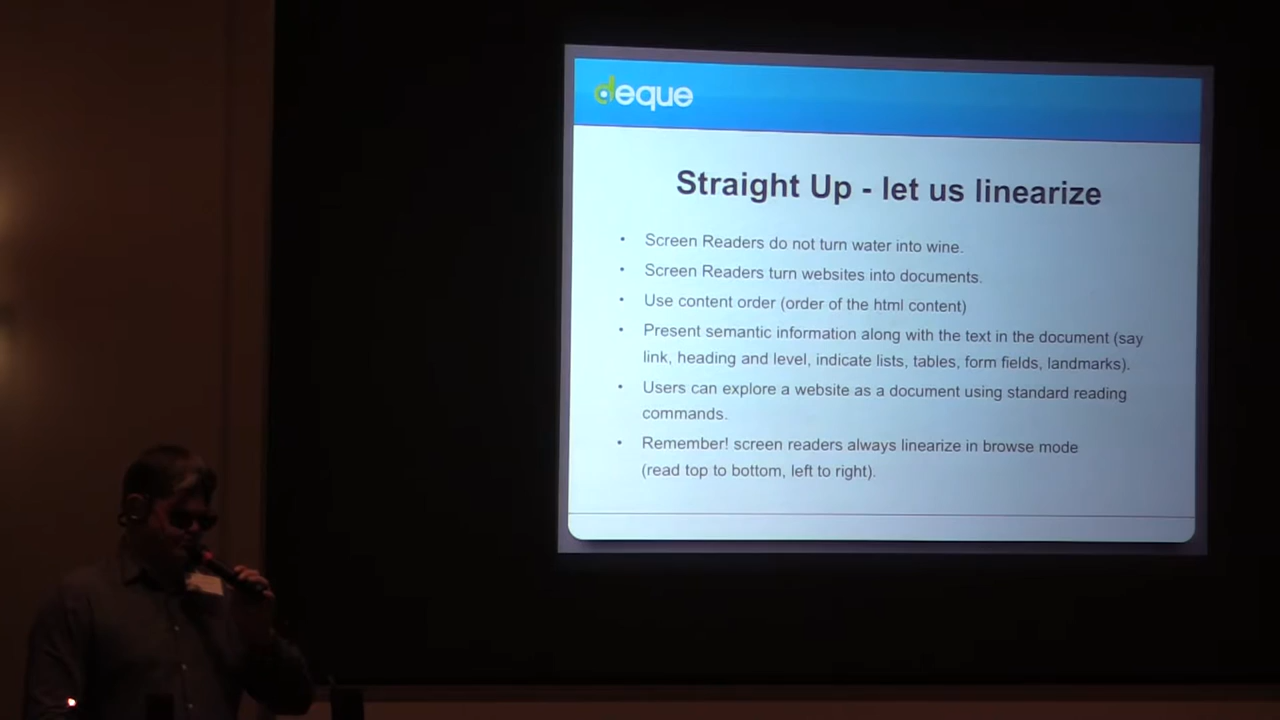 deque
Straight Up - let us linearize
• Screen Readers do not turn water into wine.
• Screen Readers turn websites into documents.
• Use content order (order of the html content)
• Present semantic information along with the text in the document (say
link, heading and level, indicate lists, tables, form fields, landmarks).
• Users can explore a website as a document using standard reading
commands.
• Remember! screen readers always linearize in browse mode
(read top to bottom, left to right).